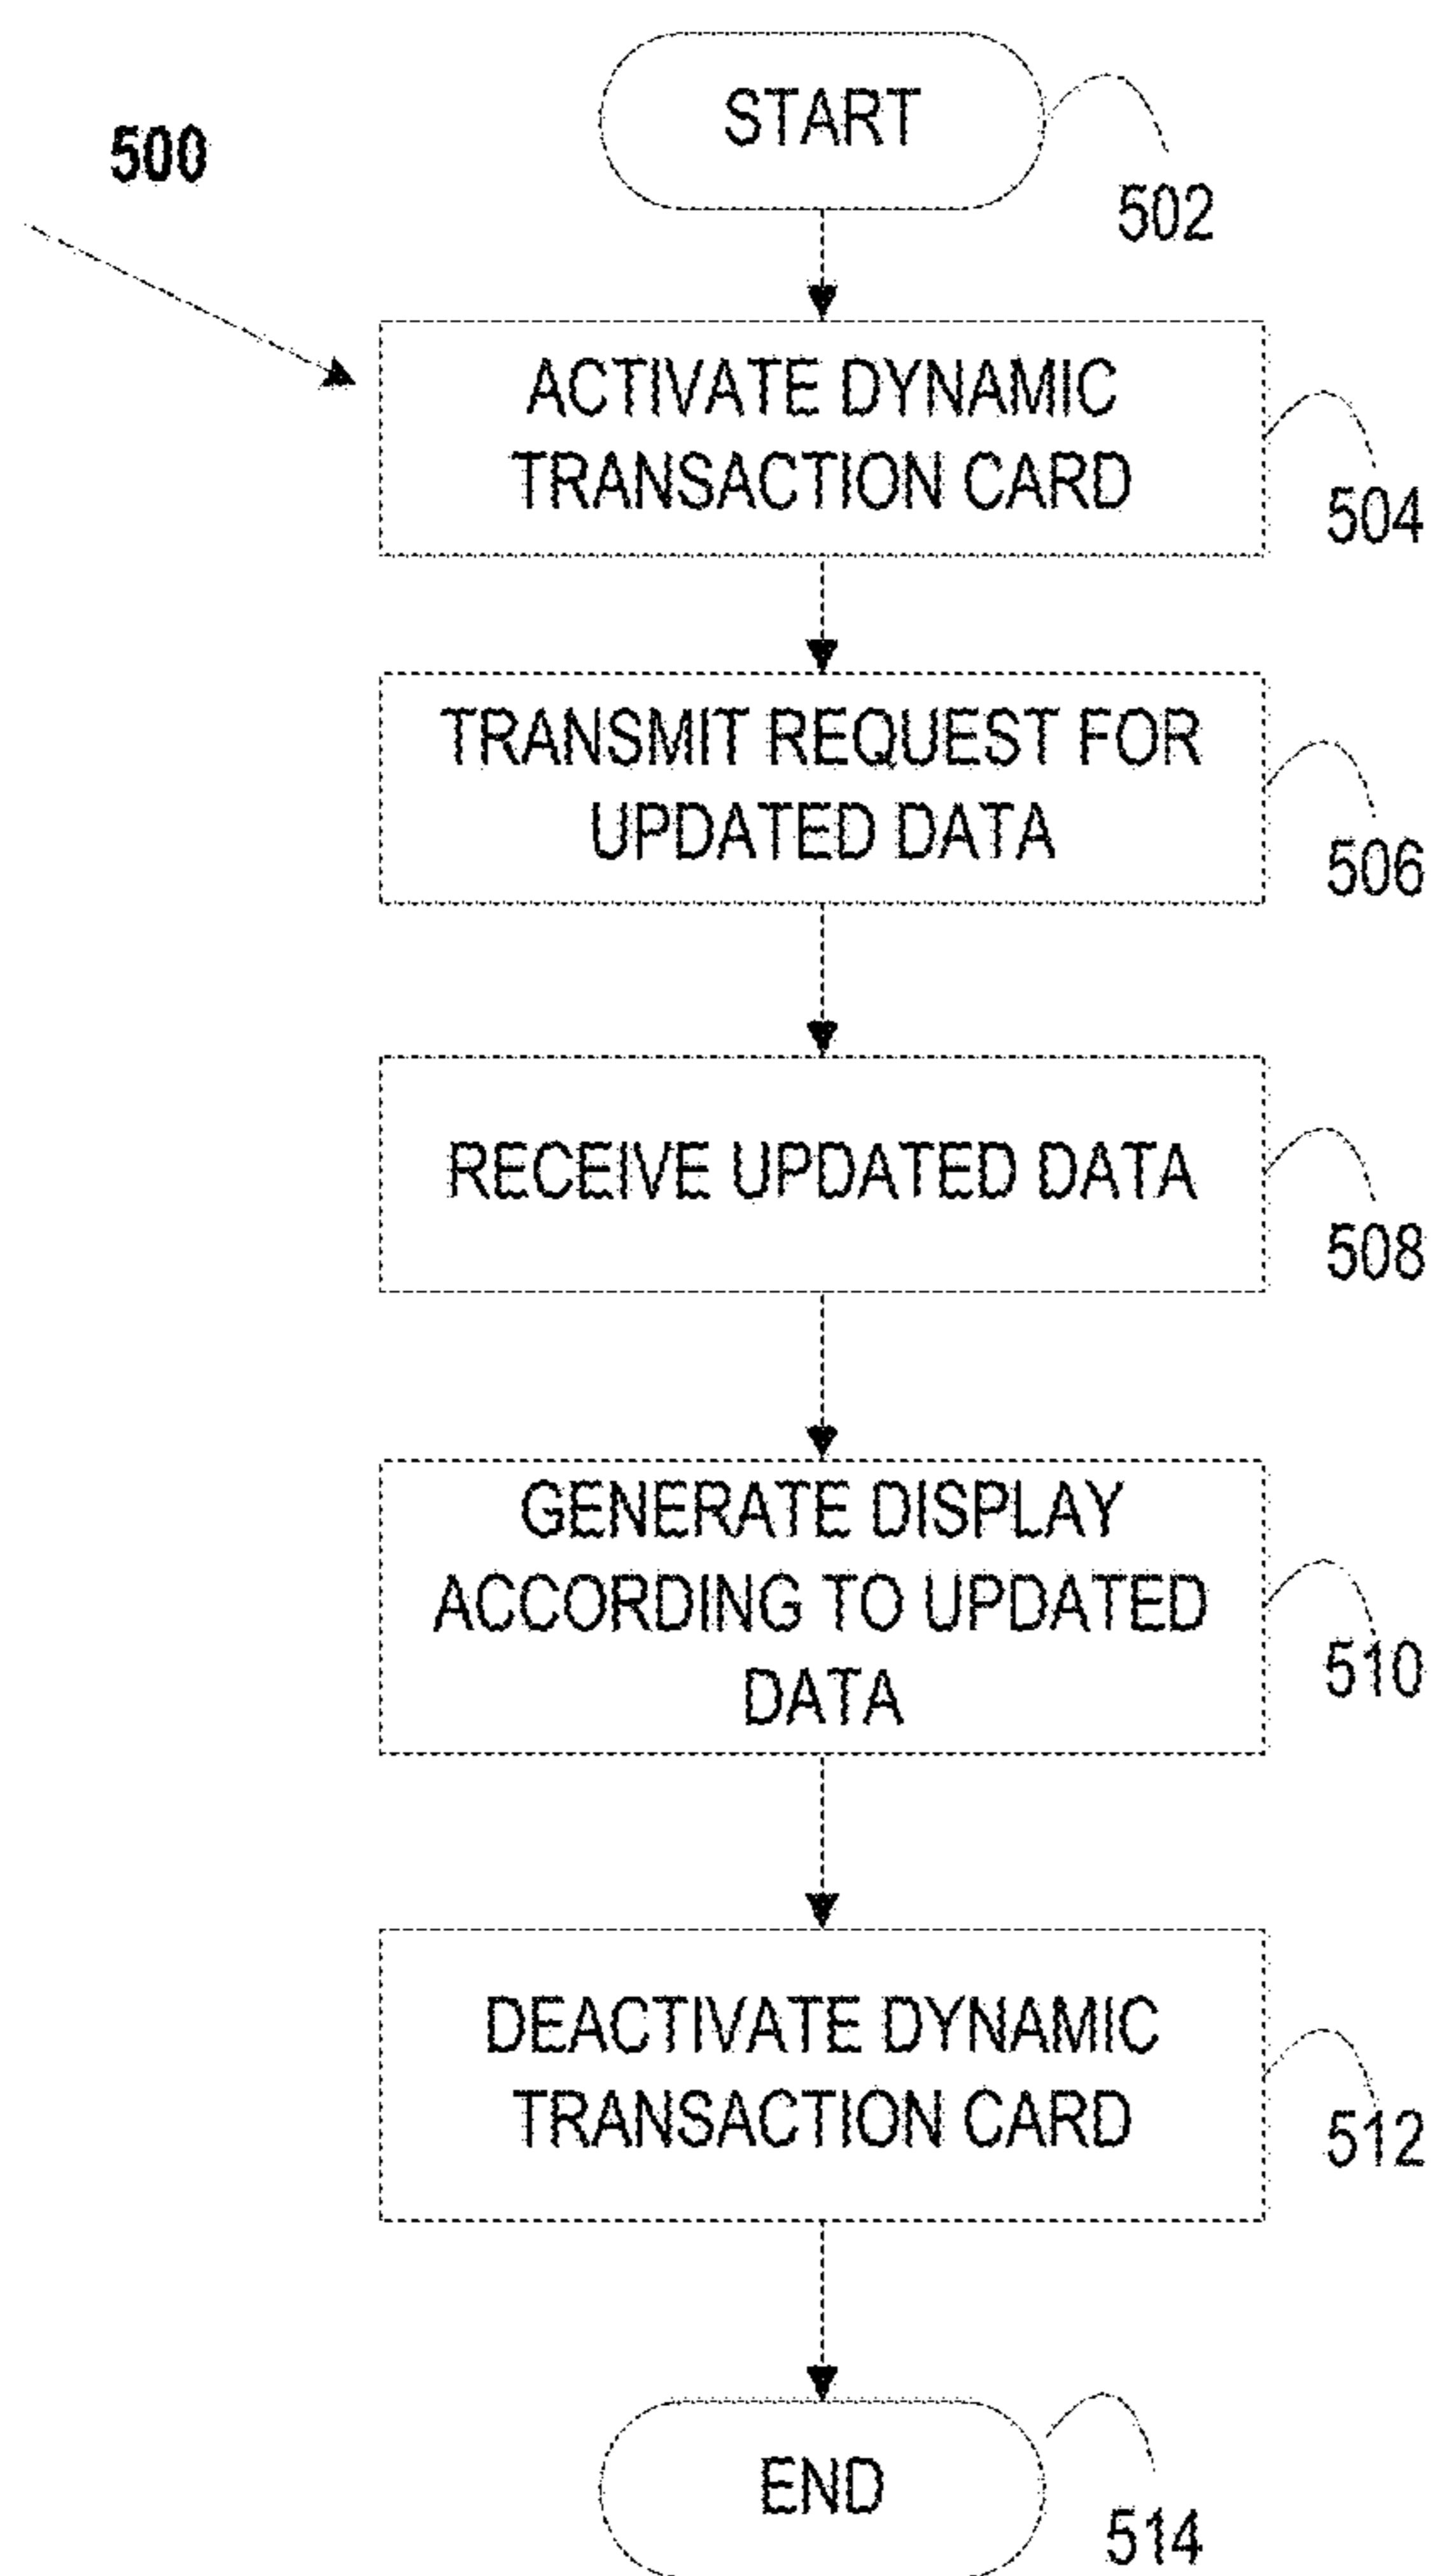 START
500
502
ACTIVATE DYNAMIC
TRANSACTION CARD
504
TRANSMIT REQUEST FOR
UPDATED DATA
506
RECEIVE UPDATED DATA
508
GENERATE DISPLAY
ACCORDING TO UPDATED
DATA
510
DEACTIVATE DYNAMIC
TRANSACTION CARD
512
END
514